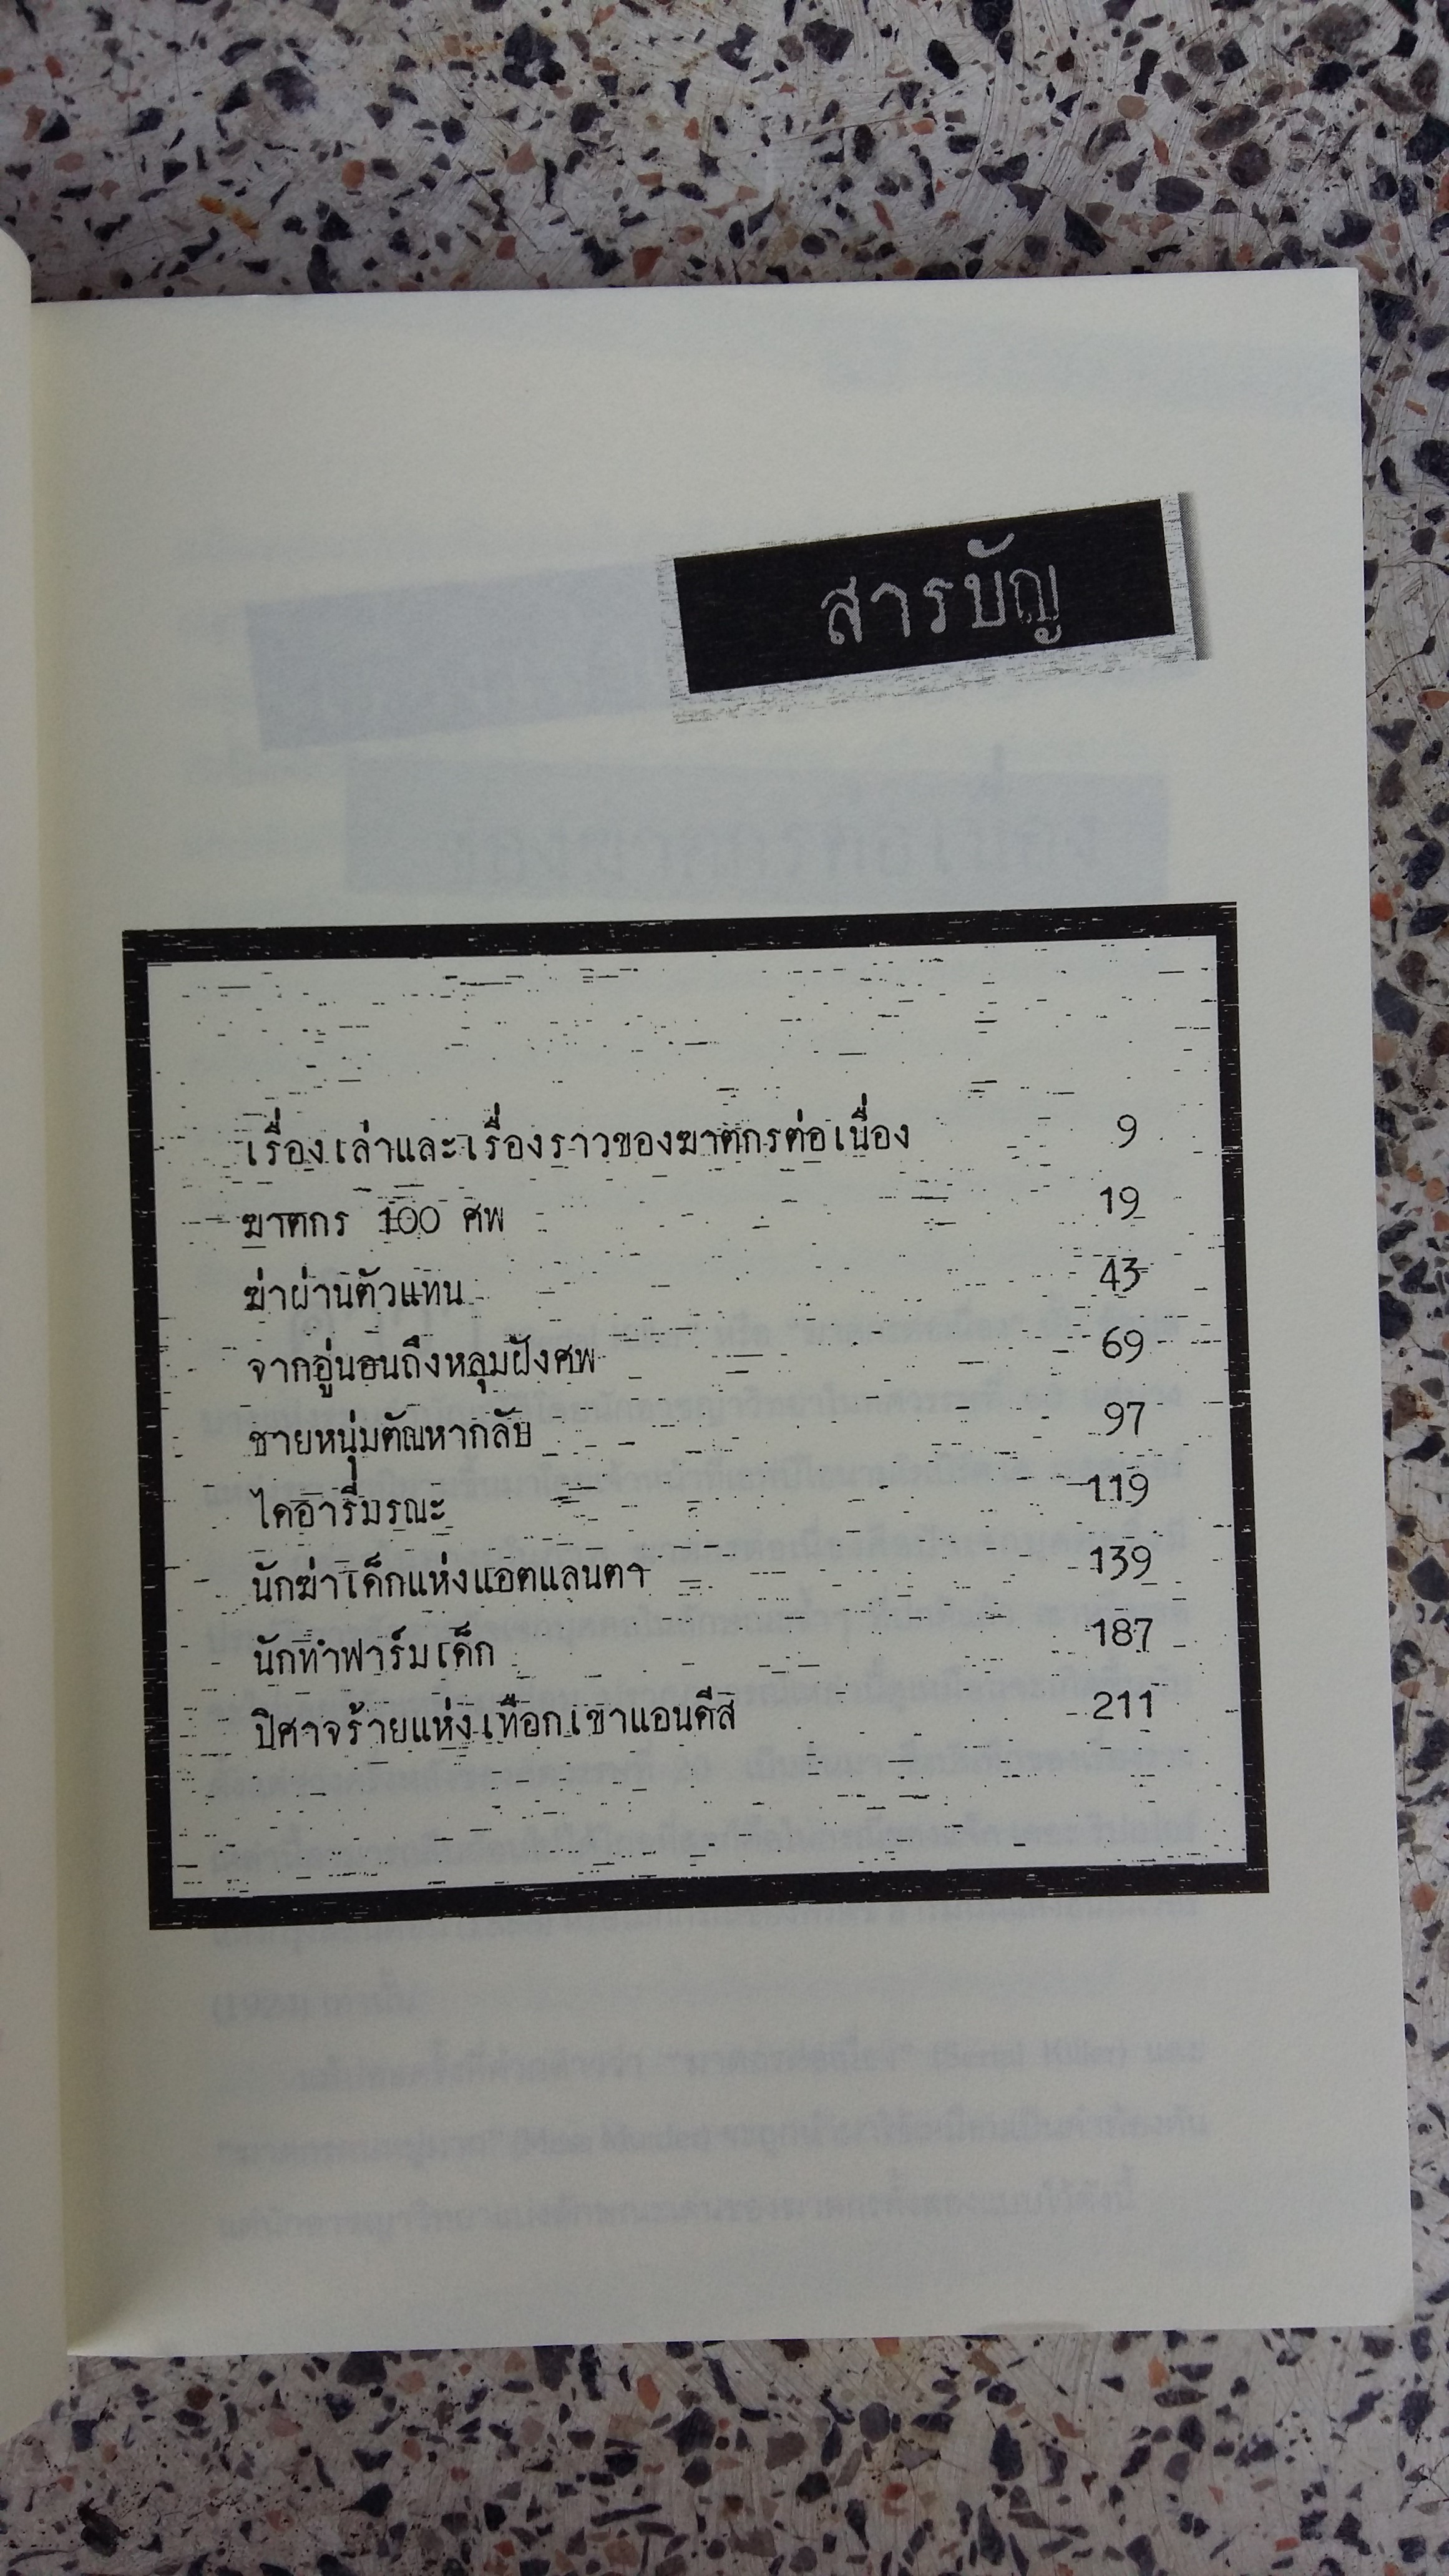 สารบัญ
เรื่องเล่าและเรื่องราวของฆาตกรต่อเนื่อง 9
ฆาตกร 100 ศพ 19
ฆ่าผ่านตัวแทน 43
จากอู่นอนถึงหลุมฝังศพ 69
ชายหนุ่มตัณหากลับ 97
ไดอารี่มรณะ 119
นักฆ่าเด็กแห่งแอตแลนตา 139
นักทำฟาร์มเด็ก 187
ปิศาจร้ายแห่งเทือกเขาแอนดีส 211